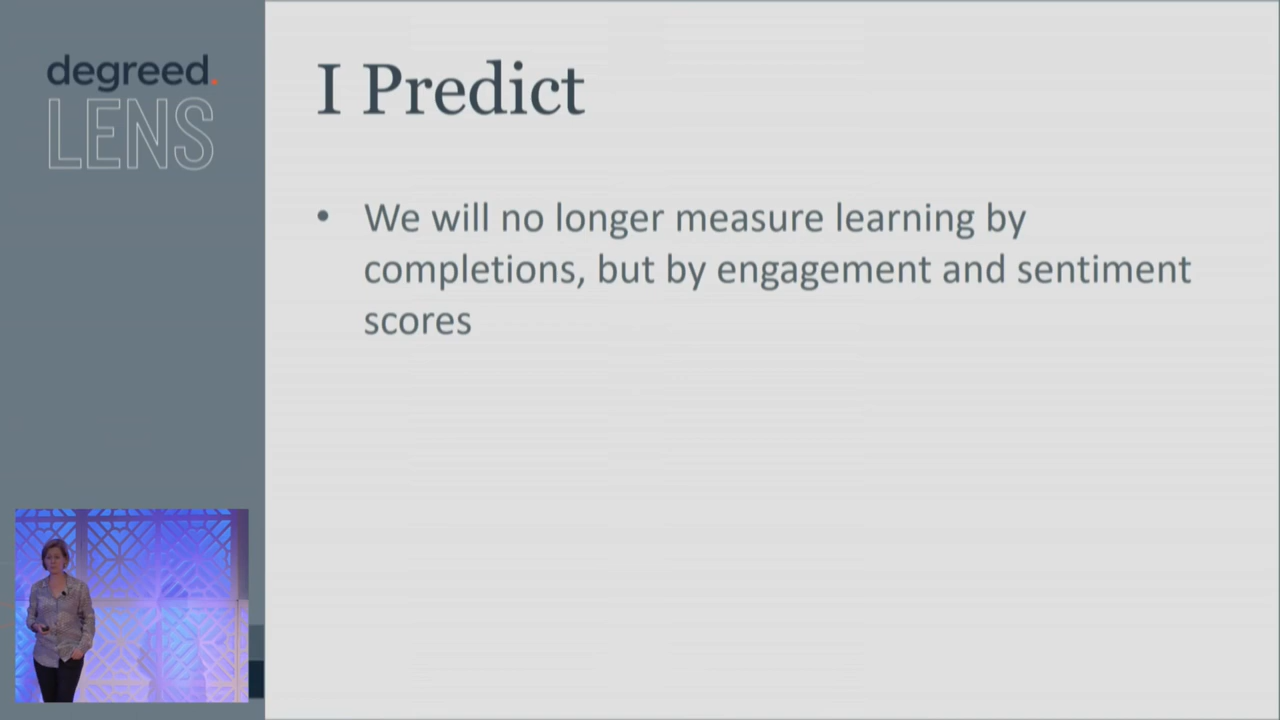 degreed.
LENS
I Predict
• We will no longer measure learning by
completions, but by engagement and sentiment
scores